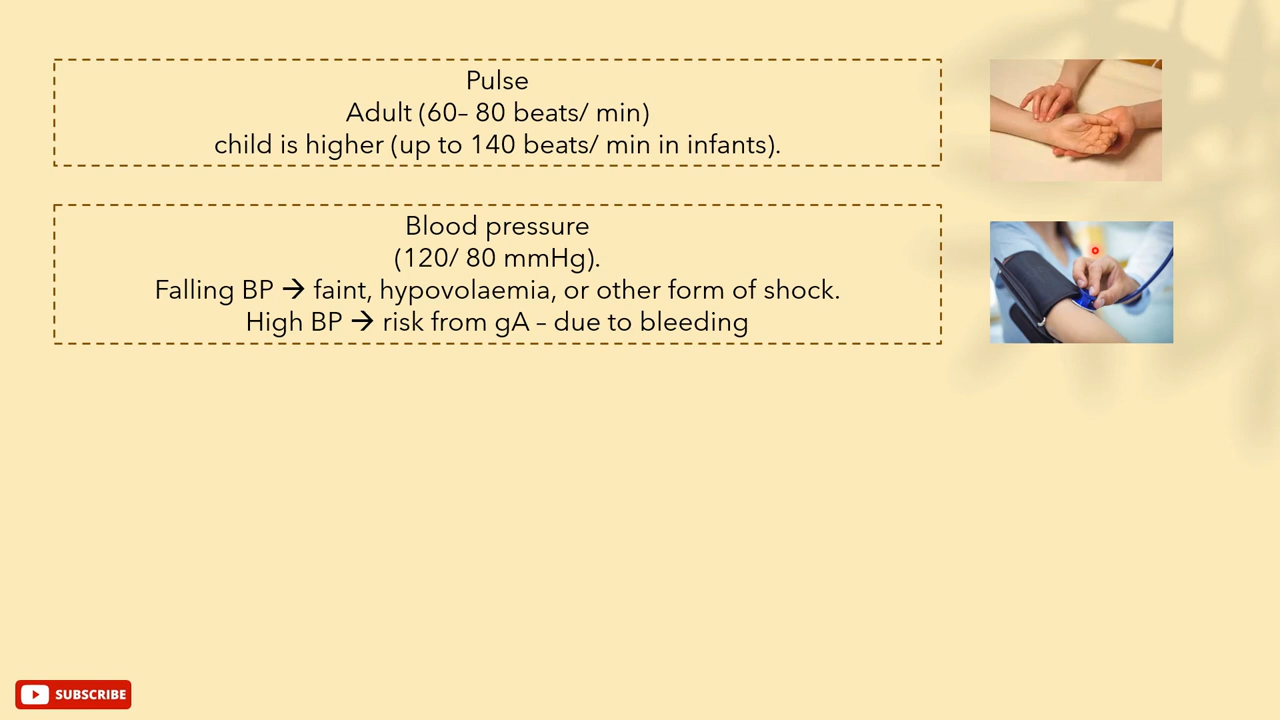 Pulse
Adult (60– 80 beats/ min)
child is higher (up to 140 beats/ min in infants).
Blood pressure
(120/ 80 mmHg).
Falling BP → faint, hypovolaemia, or other form of shock.
High BP → risk from gA – due to bleeding
SUBSCRIBE